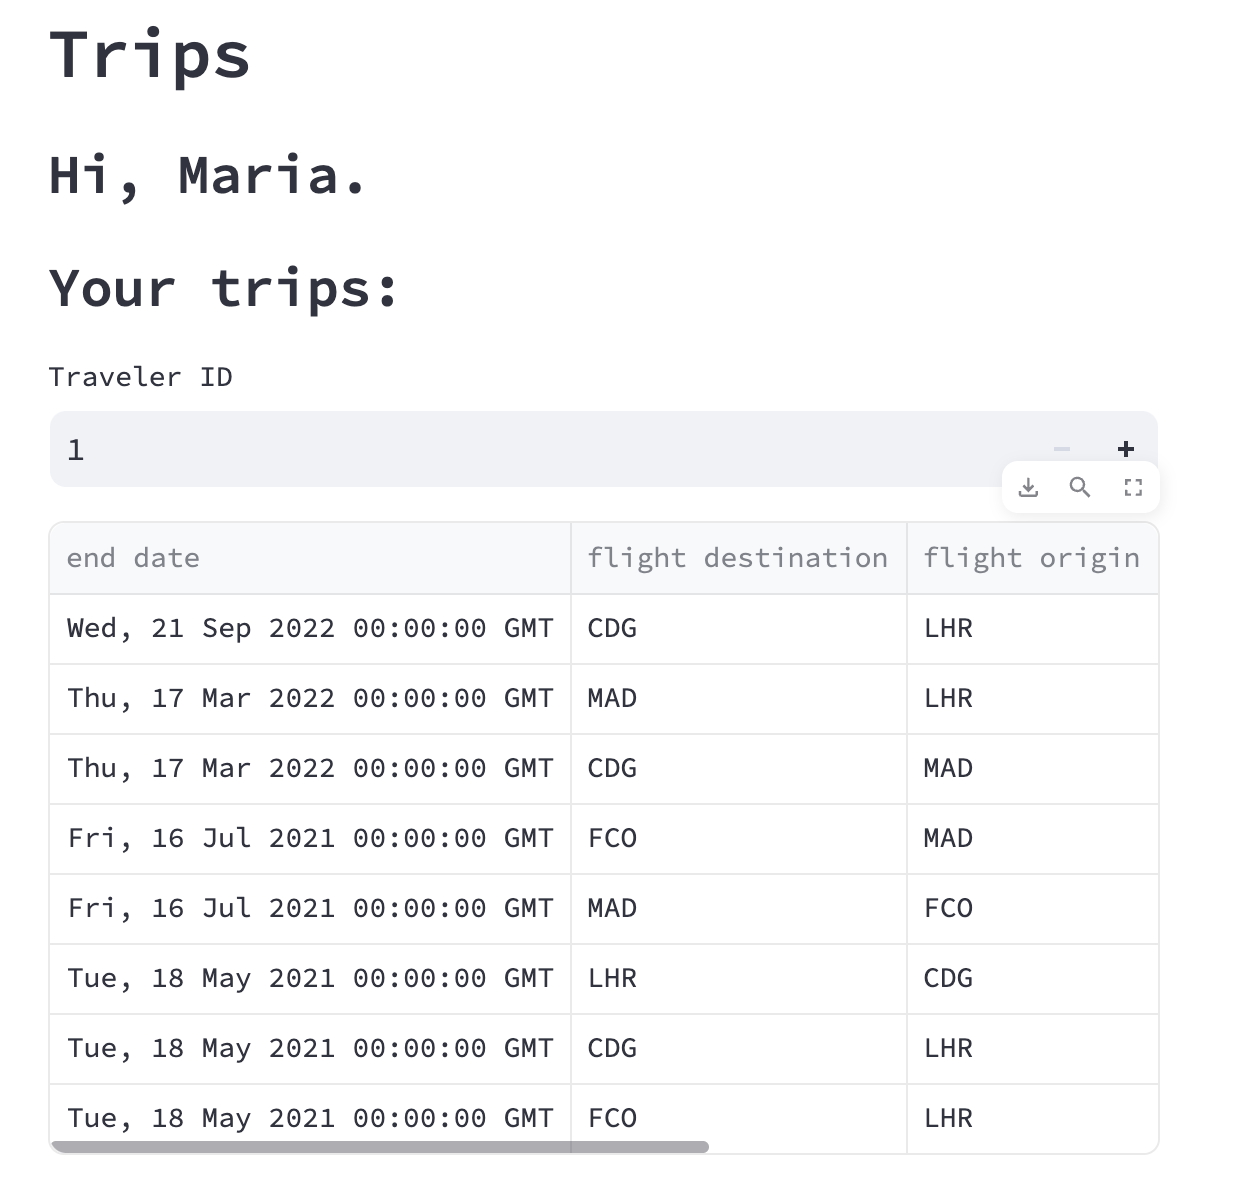 Trips
Hi, Maria.
Your trips:
Traveler ID
1 − +
end date flight destination flight origin
Wed, 21 Sep 2022 00:00:00 GMT CDG LHR
Thu, 17 Mar 2022 00:00:00 GMT MAD LHR
Thu, 17 Mar 2022 00:00:00 GMT CDG MAD
Fri, 16 Jul 2021 00:00:00 GMT FCO MAD
Fri, 16 Jul 2021 00:00:00 GMT MAD FCO
Tue, 18 May 2021 00:00:00 GMT LHR CDG
Tue, 18 May 2021 00:00:00 GMT CDG LHR
Tue, 18 May 2021 00:00:00 GMT FCO LHR